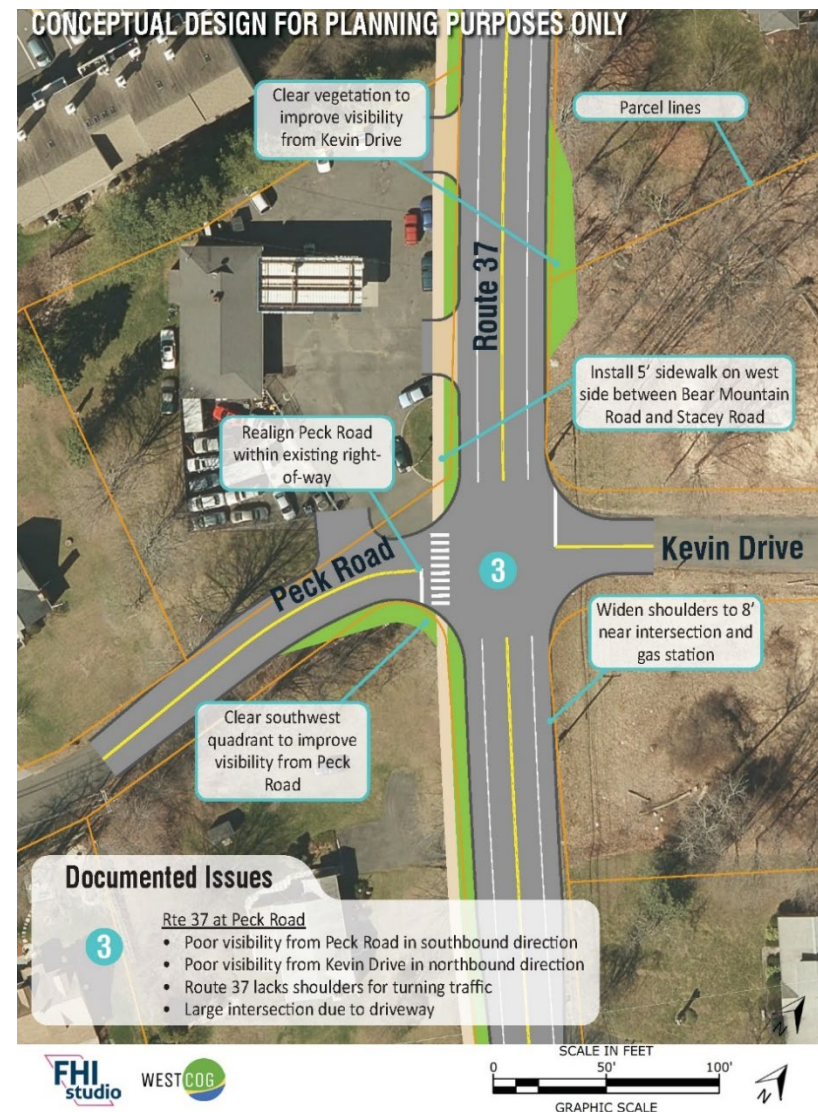 CONCEPTUAL DESIGN FOR PLANNING PURPOSES ONLY
Clear vegetation to
improve visibility
from Kevin Drive
Parcel lines
Route 37
Install 5' sidewalk on west
side between Bear Mountain
Road and Stacey Road
Realign Peck Road
within existing right-
of-way
Peck Road
3
Kevin Drive
Widen shoulders to 8'
near intersection and
gas station
Clear southwest
quadrant to improve
visibility from Peck
Road
Documented Issues
3
Rte 37 at Peck Road
• Poor visibility from Peck Road in southbound direction
• Poor visibility from Kevin Drive in northbound direction
• Route 37 lacks shoulders for turning traffic
• Large intersection due to driveway
N
FHI
studio
WESTCOG
SCALE IN FEET
0 50' 100'
GRAPHIC SCALE
N